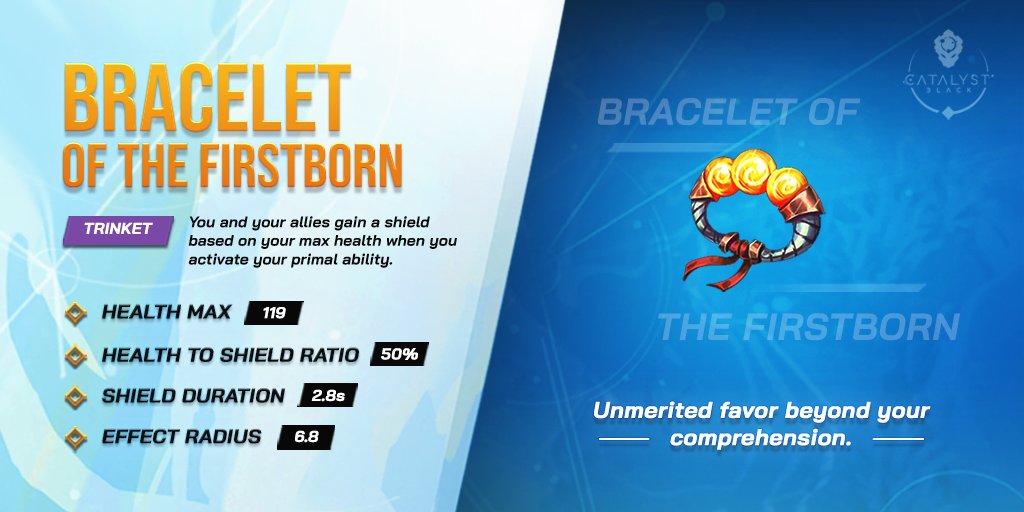 BRACELET
OF THE FIRSTBORN
TRINKET
You and your allies gain a shield
based on your max health when you
activate your primal ability.
HEALTH MAX 119
HEALTH TO SHIELD RATIO 50%
SHIELD DURATION 2.8s
EFFECT RADIUS 6.8
CATALYST
BLACK
BRACELET OF
THE FIRSTBORN
Unmerited favor beyond your
comprehension.